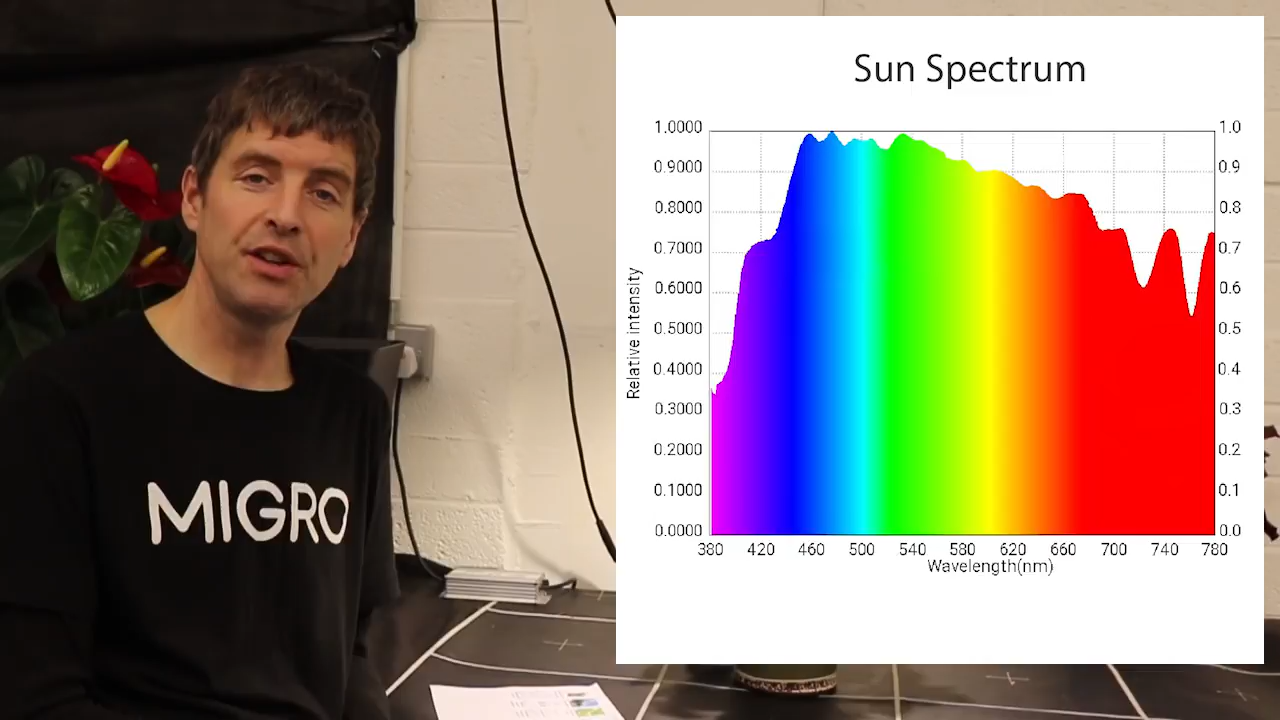 MIGRO
Sun Spectrum
1.0000 1.0
0.9000 0.9
0.8000 0.8
0.7000 0.7
0.6000 0.6
0.5000 0.5
0.4000 0.4
0.3000 0.3
0.2000 0.2
0.1000 0.1
0.0000 0.0
Relative intensity
380 420 460 500 540 580 620 660 700 740 780
Wavelength(nm)